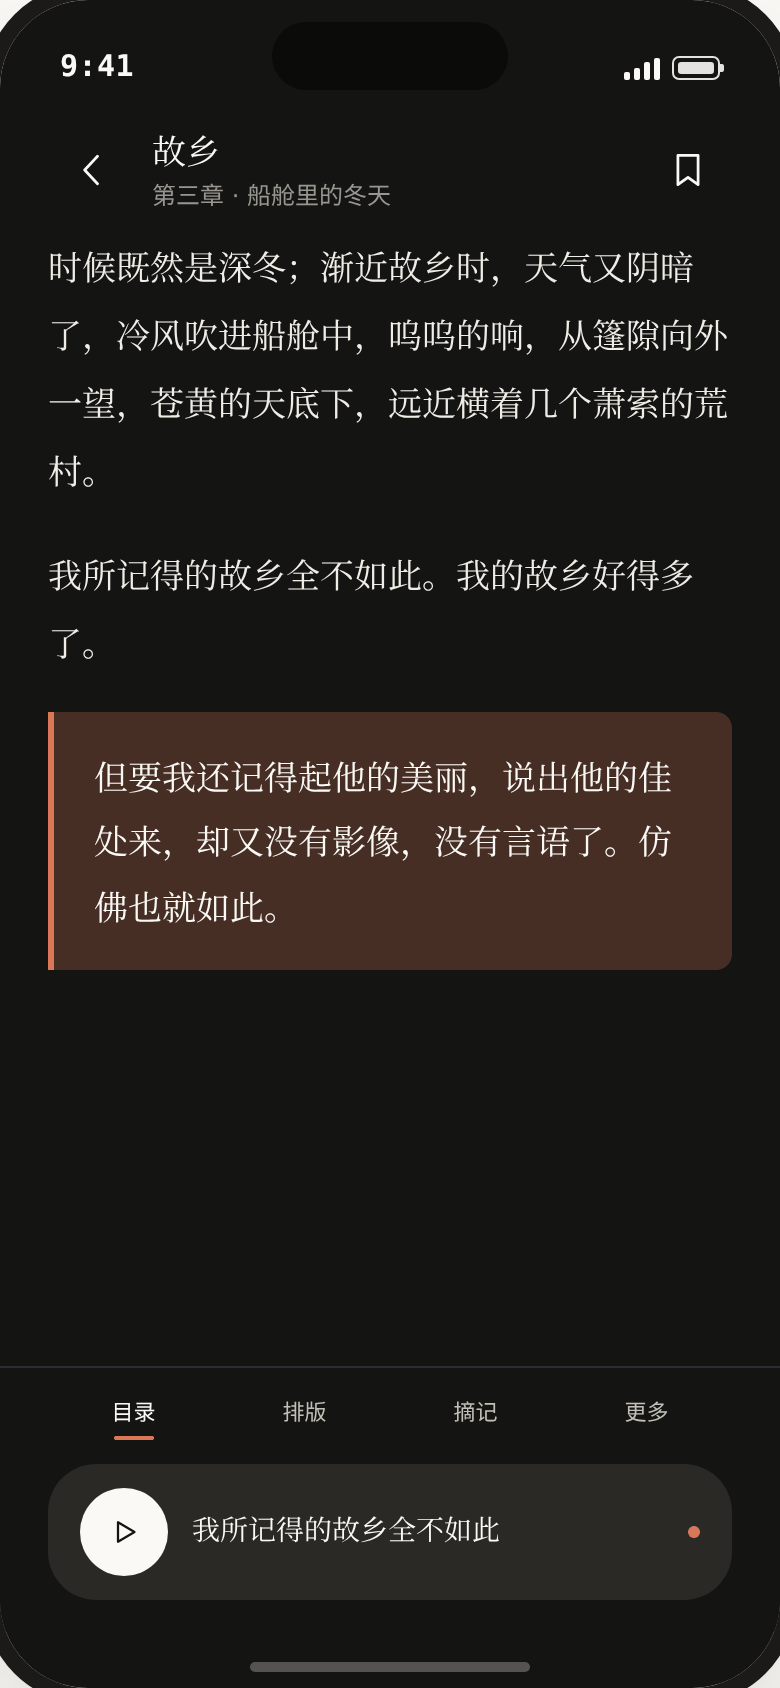 9:41
故乡
第三章 · 船舱里的冬天
时候既然是深冬；渐近故乡时，天气又阴暗
了，冷风吹进船舱中，呜呜的响，从篷隙向外
一望，苍黄的天底下，远近横着几个萧索的荒
村。
我所记得的故乡全不如此。我的故乡好得多
了。
但要我还记得起他的美丽，说出他的佳
处来，却又没有影像，没有言语了。仿
佛也就如此。
目录
排版
摘记
更多
我所记得的故乡全不如此